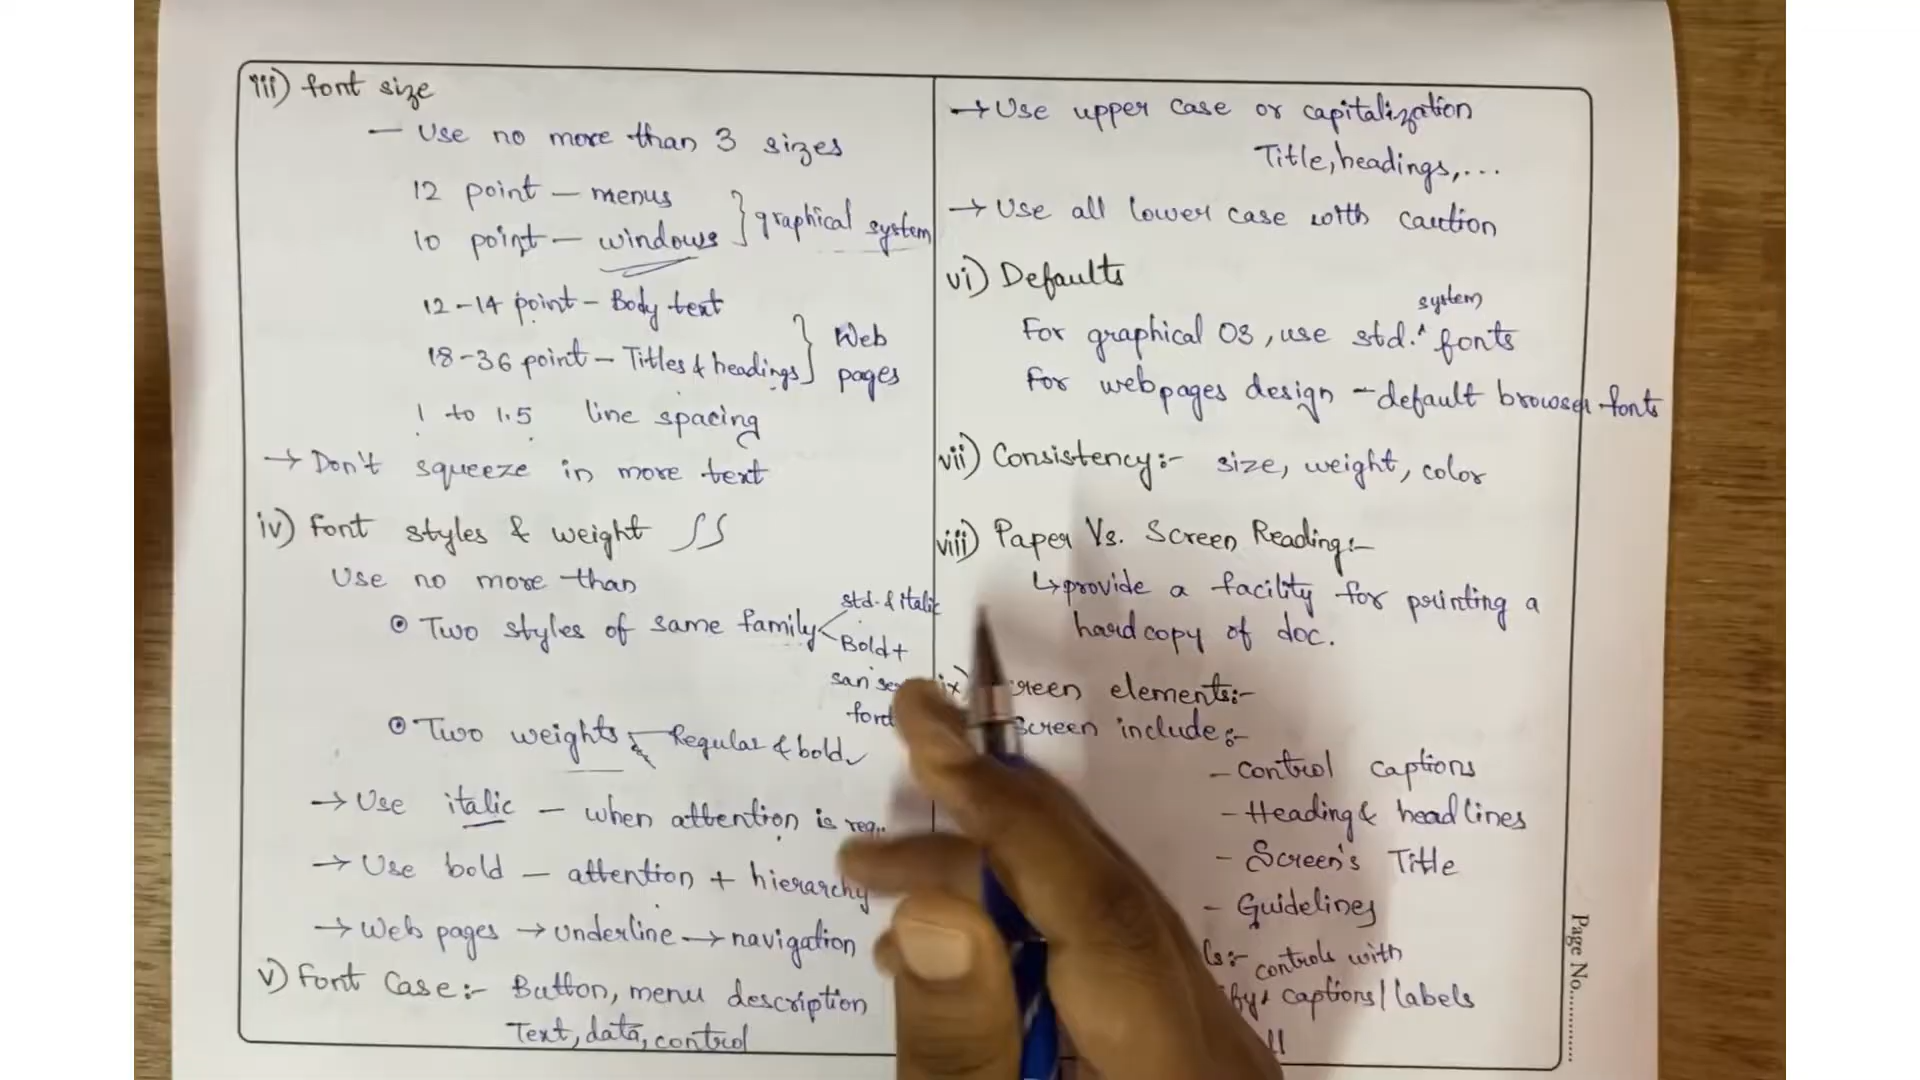 iii) font size
- Use no more than 3 sizes
12 point - menus
10 point - windows
graphical system
12-14 point - Body text
18-36 point - Titles & headings
Web pages
1 to 1.5 line spacing
→ Don't squeeze in more text
iv) Font styles & weight
Use no more than
⊙ Two styles of same family
std. & italic
Bold +
san
⊙ Two weights
Regular & bold
→ Use italic - when attention is req.
→ Use bold - attention + hierarchy
→ Web pages → underline → navigation
v) Font Case:- Button, menu description
Text, data, control
→ Use upper case or capitalization
Title, headings, ...
→ Use all lower case with caution
vi) Defaults
system
For graphical OS, use std. ^ fonts
For webpages design - default browser fonts
vii) Consistency:- size, weight, color
viii) Paper Vs. Screen Reading:-
↳ provide a facility for printing a
hard copy of doc.
ix) reen elements:-
Screen include:-
- control captions
- Heading & headlines
- Screen's Title
- Guidelines
ls:- controls with
captions/labels
Page No.............